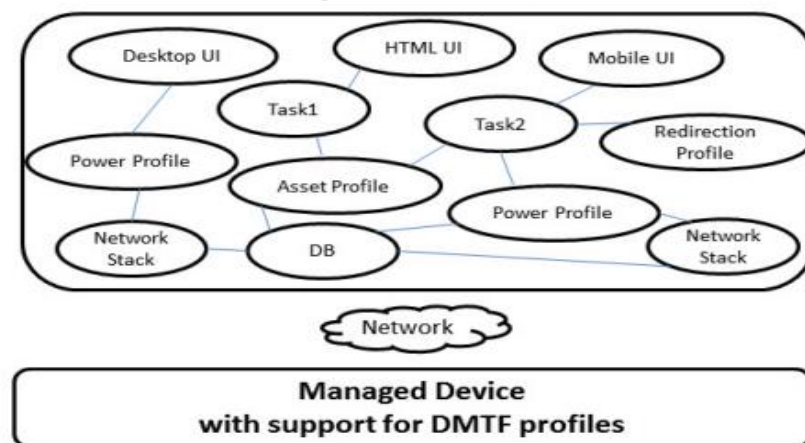 Desktop UI
HTML UI
Mobile UI
Task1
Task2
Redirection
Profile
Power Profile
Asset Profile
Power Profile
Network
Stack
DB
Network
Stack
Network
Managed Device
with support for DMTF profiles